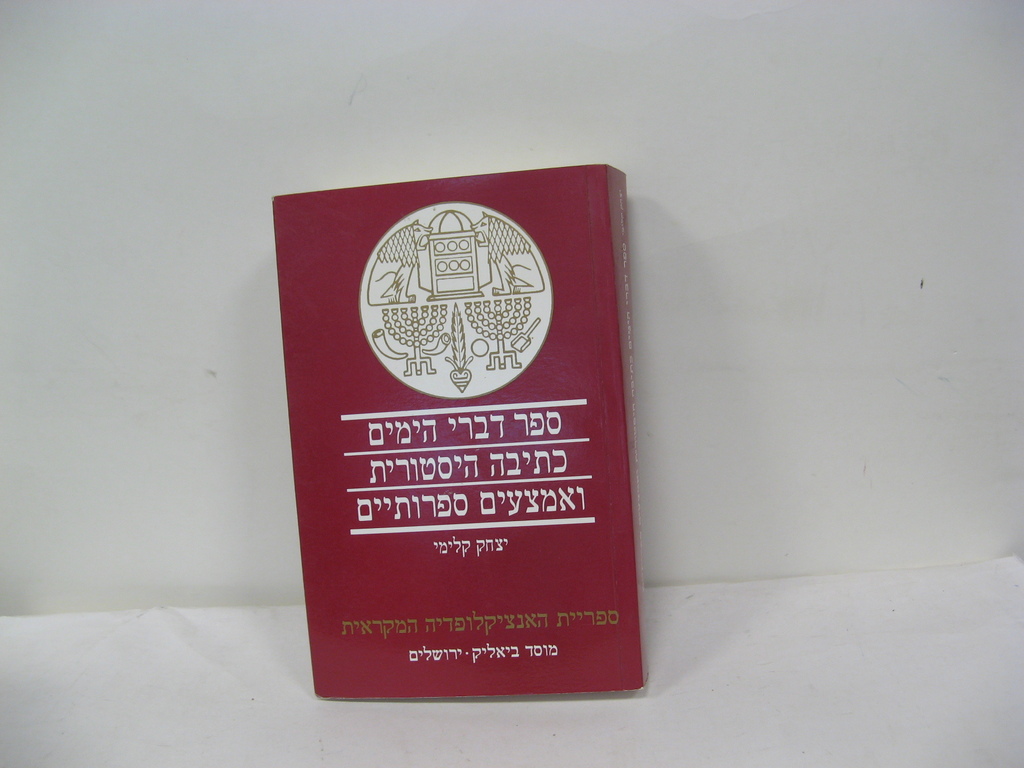 ספר דברי הימים
כתיבה היסטורית
ואמצעים ספרותיים
יצחק קלימי
ספריית האנציקלופדיה המקראית
מוסד ביאליק · ירושלים